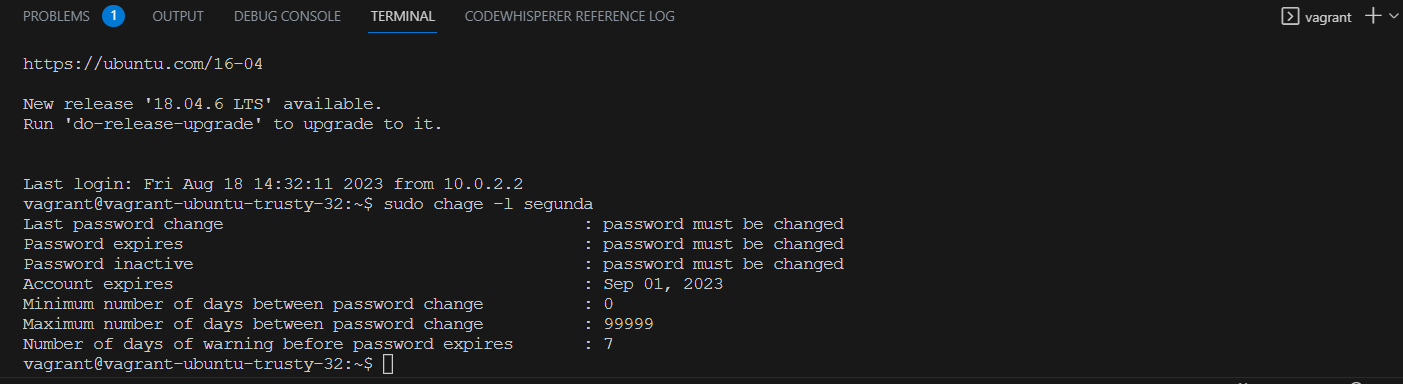 PROBLEMS 1 OUTPUT DEBUG CONSOLE TERMINAL CODEWHISPERER REFERENCE LOG vagrant
https://ubuntu.com/16-04
New release '18.04.6 LTS' available.
Run 'do-release-upgrade' to upgrade to it.
Last login: Fri Aug 18 14:32:11 2023 from 10.0.2.2
vagrant@vagrant-ubuntu-trusty-32:~$ sudo chage -l segunda
Last password change : password must be changed
Password expires : password must be changed
Password inactive : password must be changed
Account expires : Sep 01, 2023
Minimum number of days between password change : 0
Maximum number of days between password change : 99999
Number of days of warning before password expires : 7
vagrant@vagrant-ubuntu-trusty-32:~$